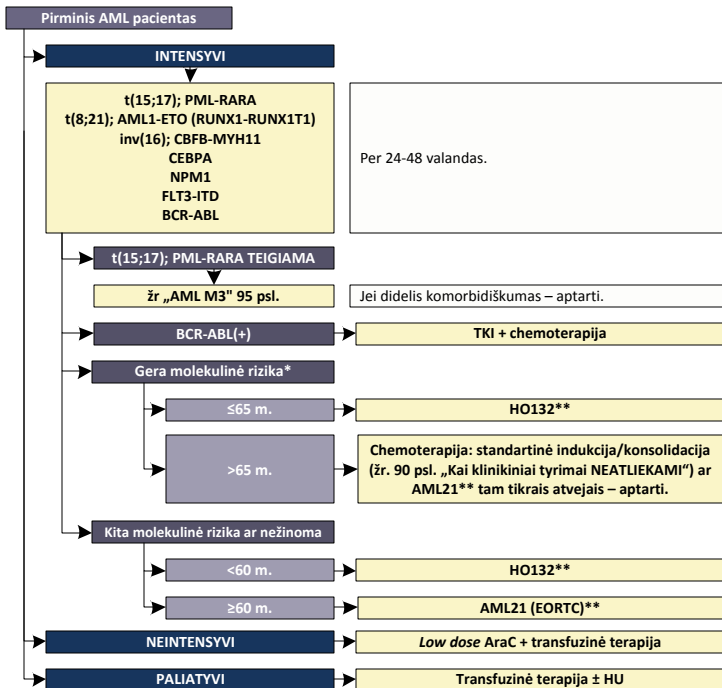 Pirminis AML pacientas
INTENSYVI
t(15;17); PML-RARA
t(8;21); AML1-ETO (RUNX1-RUNX1T1)
inv(16); CBFB-MYH11
CEBPA
NPM1
FLT3-ITD
BCR-ABL
Per 24-48 valandas.
t(15;17); PML-RARA TEIGIAMA
žr „AML M3" 95 psl.
Jei didelis komorbidiškumas – aptarti.
BCR-ABL(+)
TKI + chemoterapija
Gera molekulinė rizika*
≤65 m.
HO132**
>65 m.
Chemoterapija: standartinė indukcija/konsolidacija
(žr. 90 psl. „Kai klinikiniai tyrimai NEATLIEKAMI“) ar
AML21** tam tikrais atvejais – aptarti.
Kita molekulinė rizika ar nežinoma
<60 m.
HO132**
≥60 m.
AML21 (EORTC)**
NEINTENSYVI
Low dose AraC + transfuzinė terapija
PALIATYVI
Transfuzinė terapija ± HU